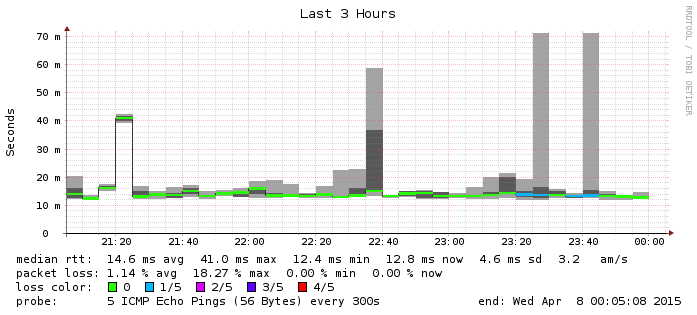 Last 3 Hours
RRDTOOL / TOBI OETIKER
Seconds
70 m
60 m
50 m
40 m
30 m
20 m
10 m
0
21:20 21:40 22:00 22:20 22:40 23:00 23:20 23:40 00:00
median rtt: 14.6 ms avg 41.0 ms max 12.4 ms min 12.8 ms now 4.6 ms sd 3.2 am/s
packet loss: 1.14 % avg 18.27 % max 0.00 % min 0.00 % now
loss color: 0 1/5 2/5 3/5 4/5
probe: 5 ICMP Echo Pings (56 Bytes) every 300s end: Wed Apr 8 00:05:08 2015